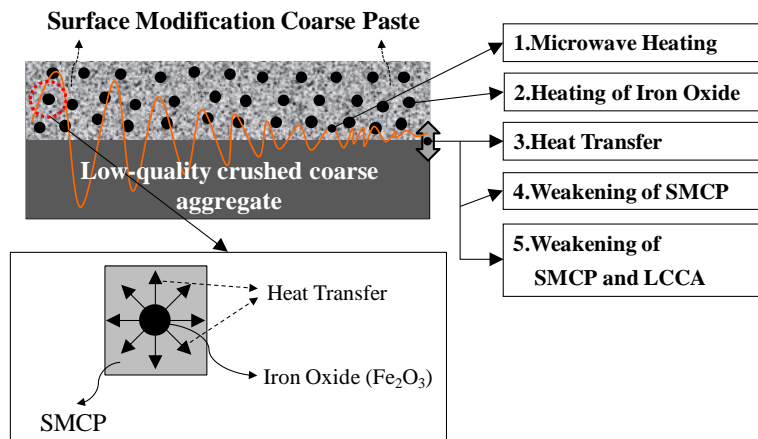 Surface Modification Coarse Paste
1.Microwave Heating
2.Heating of Iron Oxide
3.Heat Transfer
Low-quality crushed coarse
aggregate
4.Weakening of SMCP
5.Weakening of
SMCP and LCCA
Heat Transfer
Iron Oxide (Fe₂O₃)
SMCP